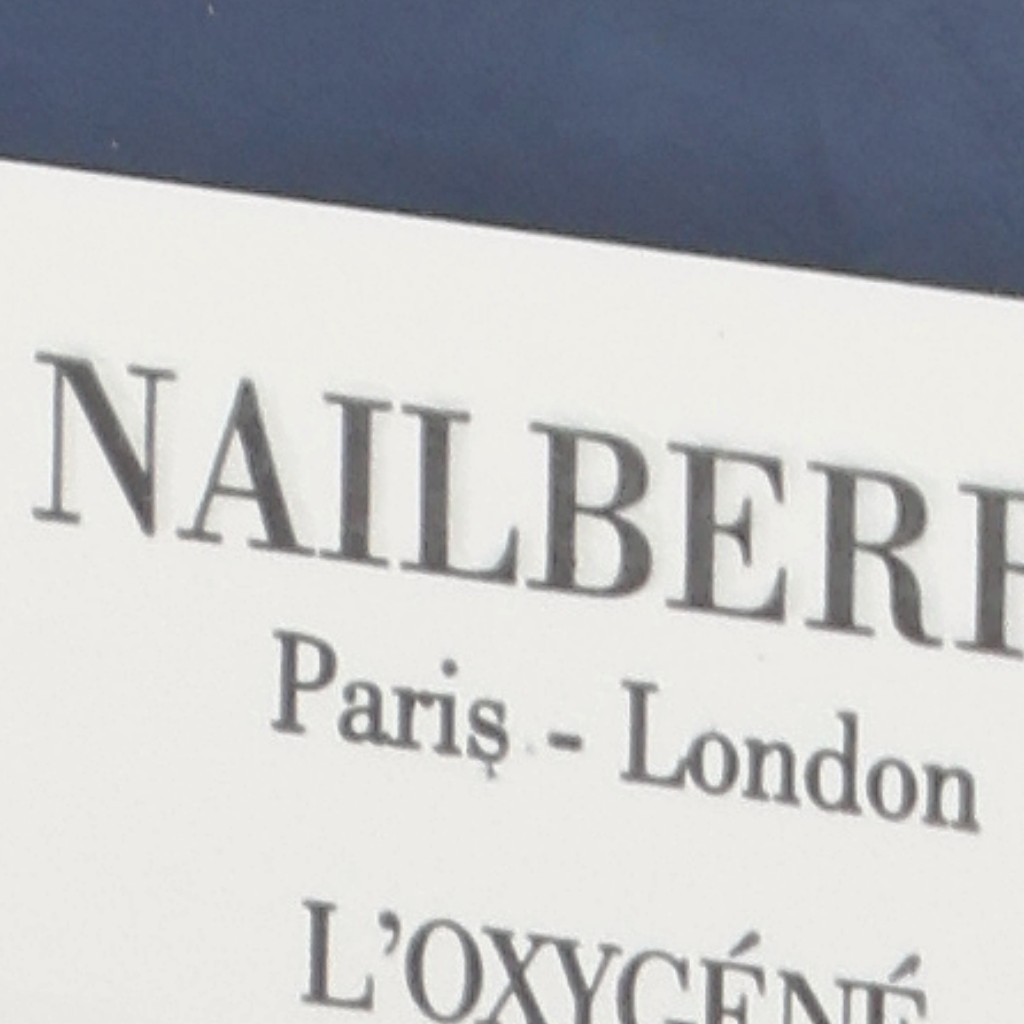 NAILBERR
Paris - London
L'OXYGÉNÉ